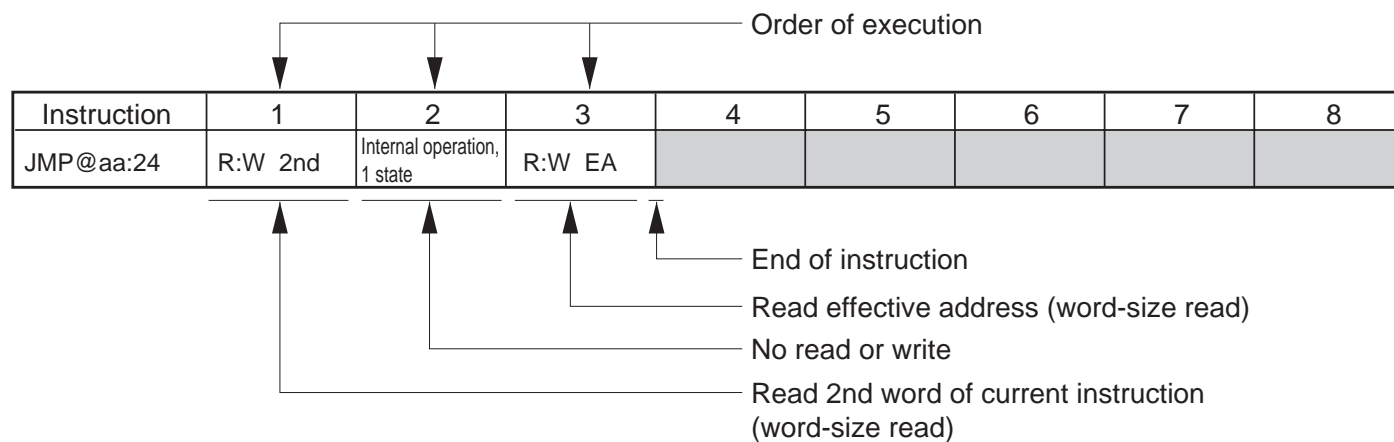 Order of execution
Instruction 1 2 3 4 5 6 7 8
JMP@aa:24 R:W 2nd Internal operation, 1 state R:W EA
End of instruction
Read effective address (word-size read)
No read or write
Read 2nd word of current instruction
(word-size read)